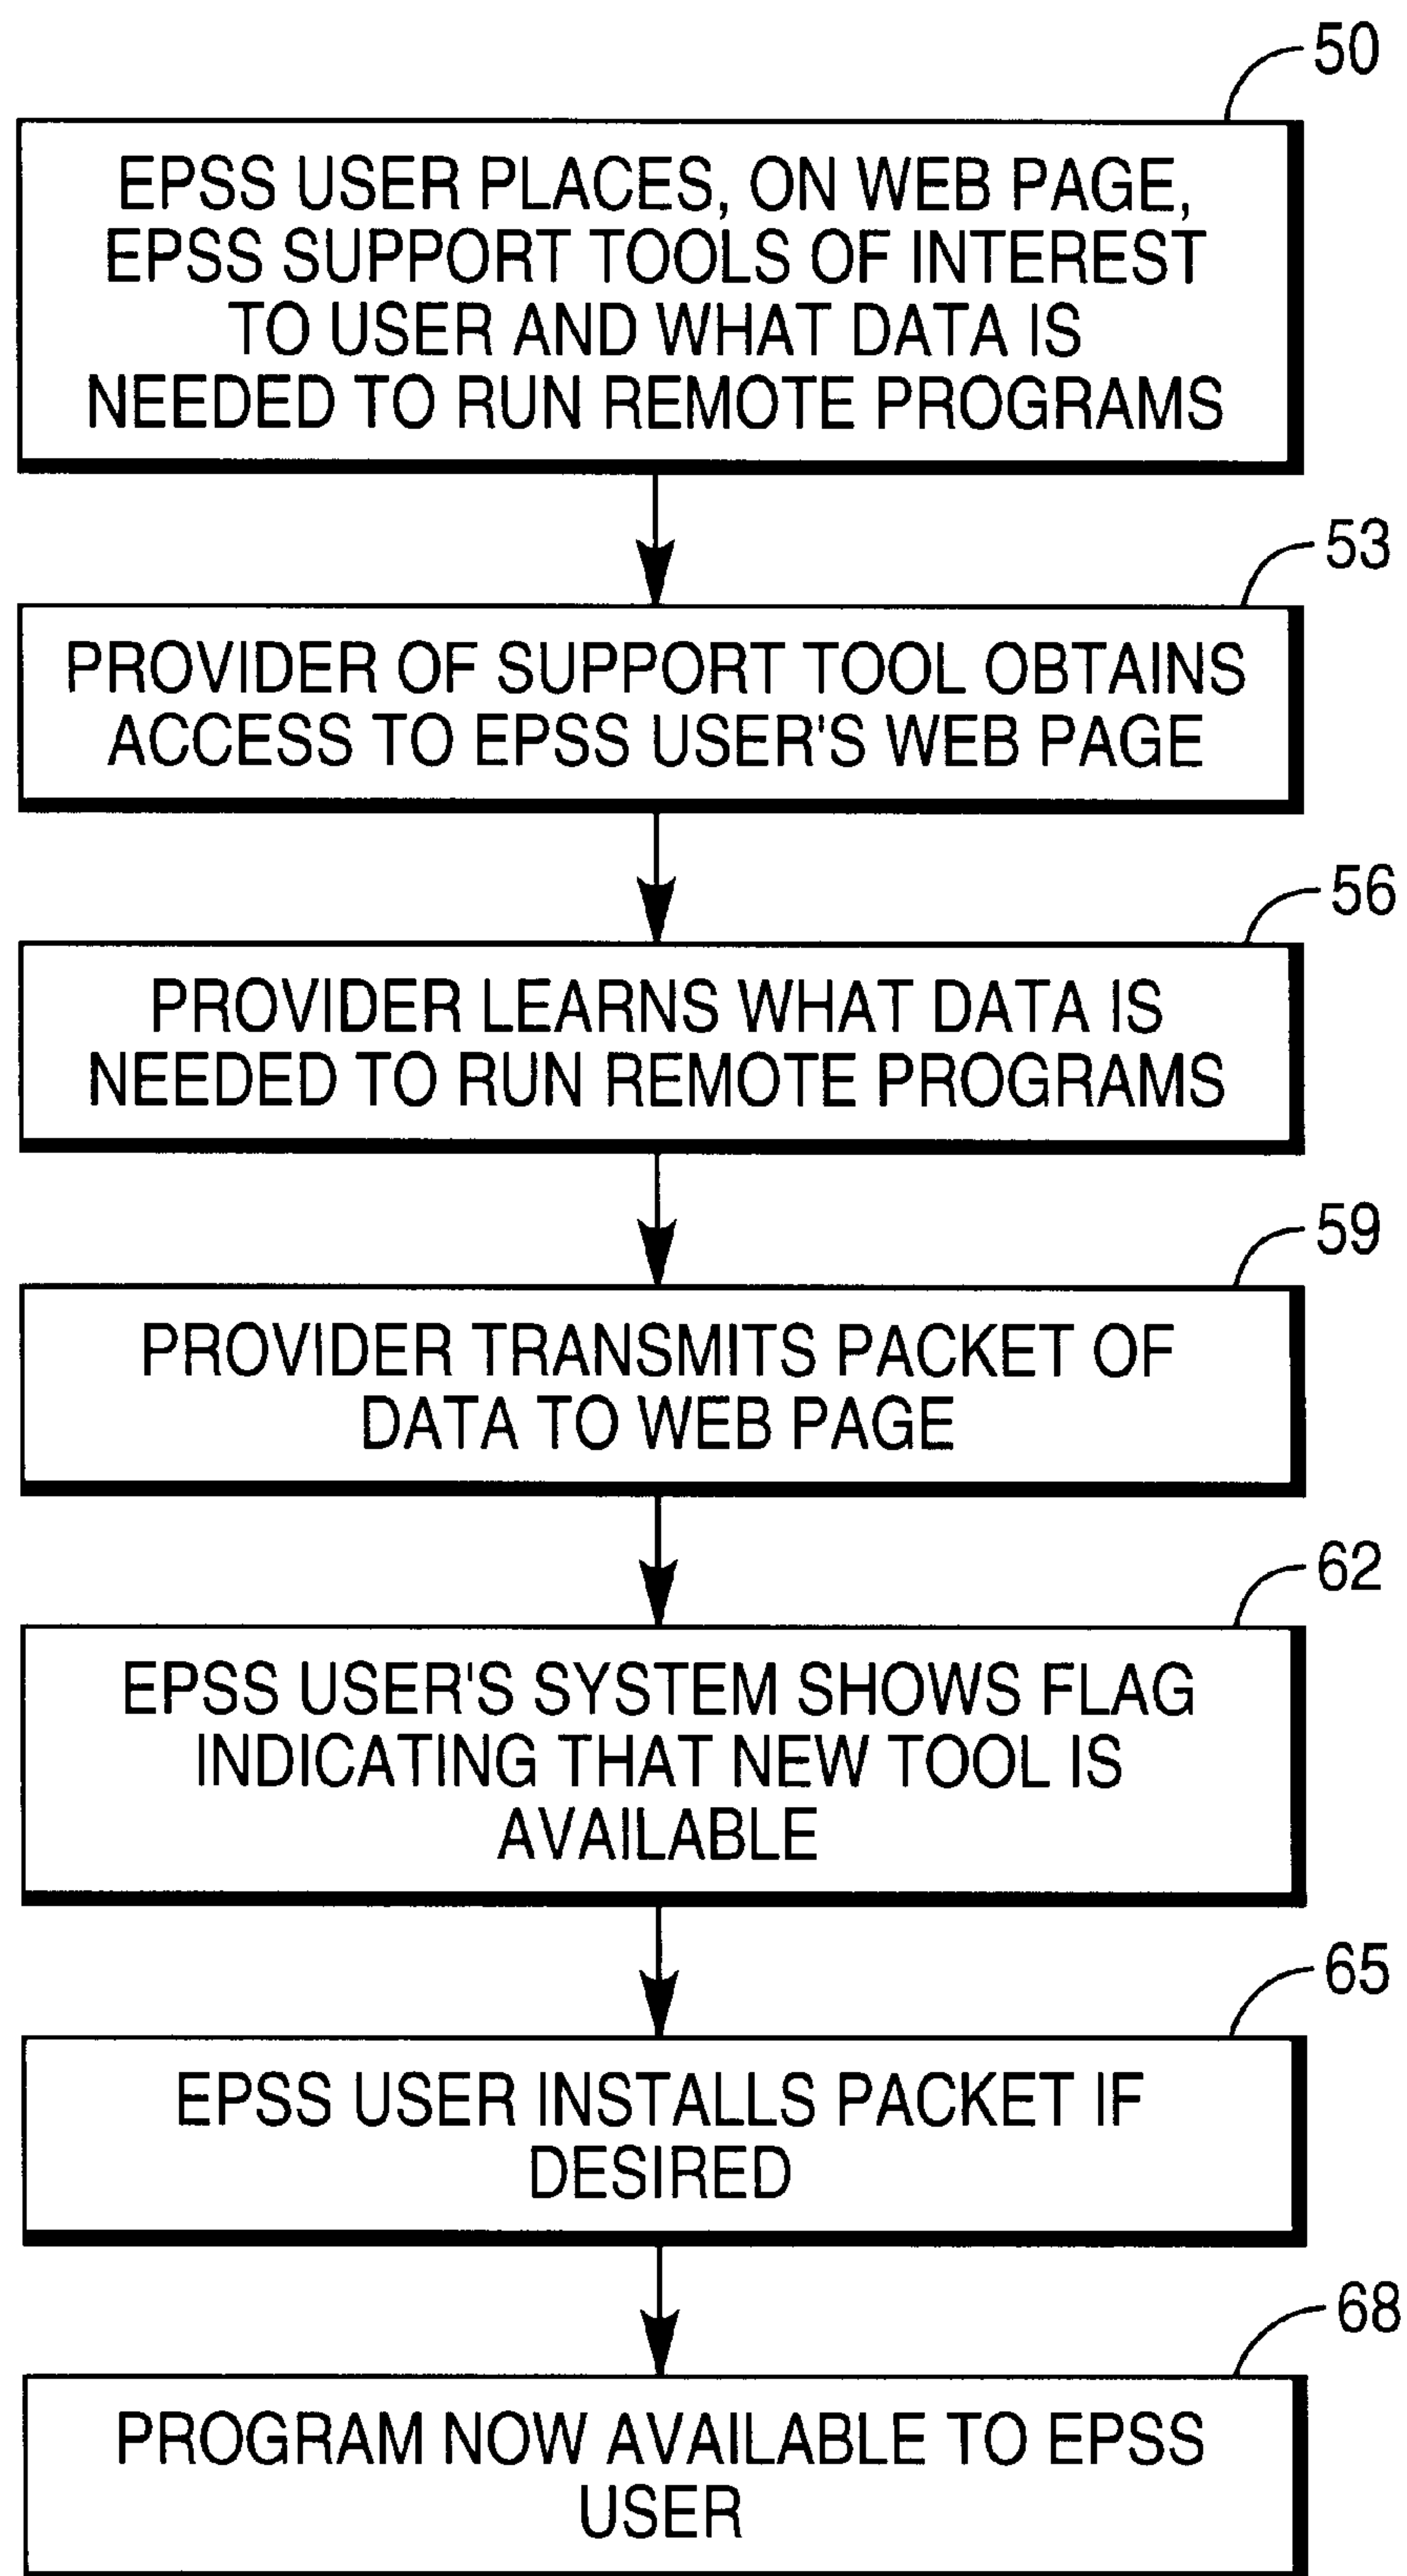 50
EPSS USER PLACES, ON WEB PAGE,
EPSS SUPPORT TOOLS OF INTEREST
TO USER AND WHAT DATA IS
NEEDED TO RUN REMOTE PROGRAMS
53
PROVIDER OF SUPPORT TOOL OBTAINS
ACCESS TO EPSS USER'S WEB PAGE
56
PROVIDER LEARNS WHAT DATA IS
NEEDED TO RUN REMOTE PROGRAMS
59
PROVIDER TRANSMITS PACKET OF
DATA TO WEB PAGE
62
EPSS USER'S SYSTEM SHOWS FLAG
INDICATING THAT NEW TOOL IS
AVAILABLE
65
EPSS USER INSTALLS PACKET IF
DESIRED
68
PROGRAM NOW AVAILABLE TO EPSS
USER